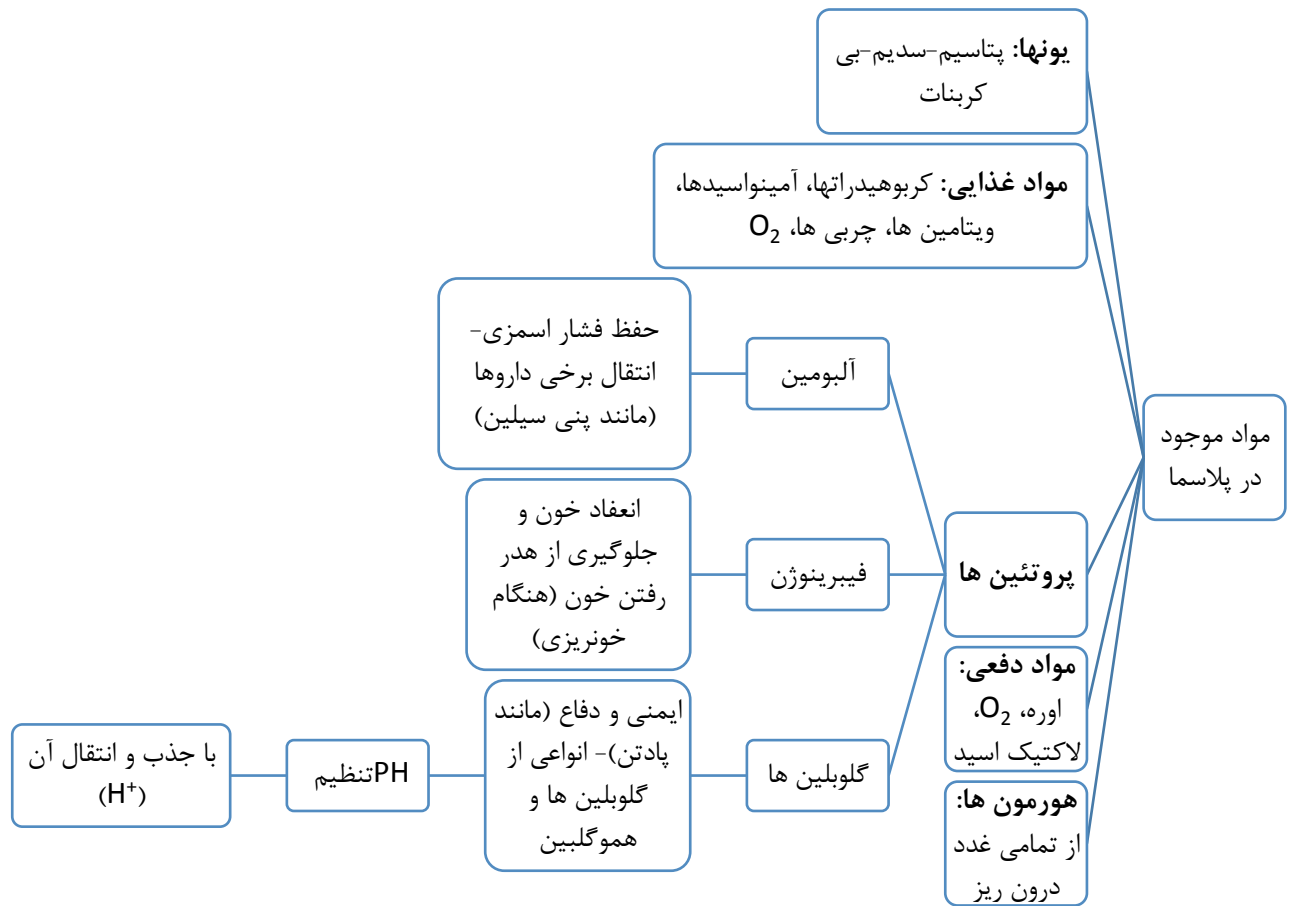 یونها: پتاسیم-سدیم-بی
کربنات
مواد غذایی: کربوهیدراتها، آمینواسیدها،
ویتامین ها، چربی ها، O₂
حفظ فشار اسمزی-
انتقال برخی داروها
(مانند پنی سیلین)
آلبومین
مواد موجود
در پلاسما
انعفاد خون و
جلوگیری از هدر
رفتن خون (هنگام
خونریزی)
فیبرینوژن
پروتئین ها
مواد دفعی:
اوره، O₂،
لاکتیک اسید
گلوبلین ها
ایمنی و دفاع (مانند
پادتن)- انواعی از
گلوبلین ها و
هموگلبین
تنظیمPH
با جذب و انتقال آن
(H⁺)
هورمون ها:
از تمامی غدد
درون ریز